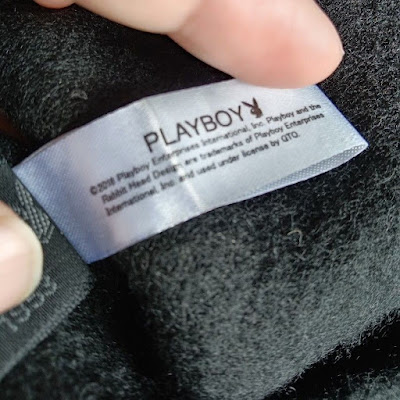 PLAYBOY
©2018 Playboy Enterprises International, Inc. Playboy and the
Rabbit Head Design are trademarks of Playboy Enterprises
International, Inc. and used under license by GTO.